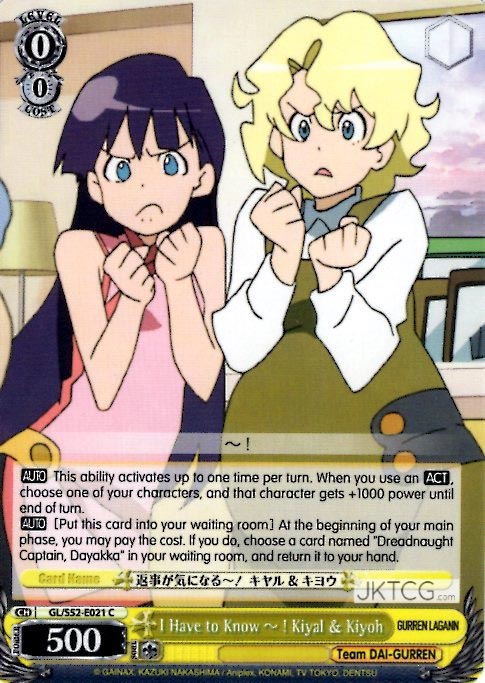 LEVEL
0
0
COST
～!
AUTO This ability activates up to one time per turn. When you use an ACT,
choose one of your characters, and that character gets +1000 power until
end of turn.
AUTO [Put this card into your waiting room] At the beginning of your main
phase, you may pay the cost. If you do, choose a card named "Dreadnaught
Captain, Dayakka" in your waiting room, and return it to your hand.
Card Name 返事が気になる～! キヤル & キヨウ
JKTCG.com
CH GL/S52-E021 C
POWER 500
I Have to Know ～ ! Kiyal & Kiyoh
GURREN LAGANN
Team DAI-GURREN
© GAINAX, KAZUKI NAKASHIMA / Aniplex, KONAMI, TV TOKYO, DENTSU